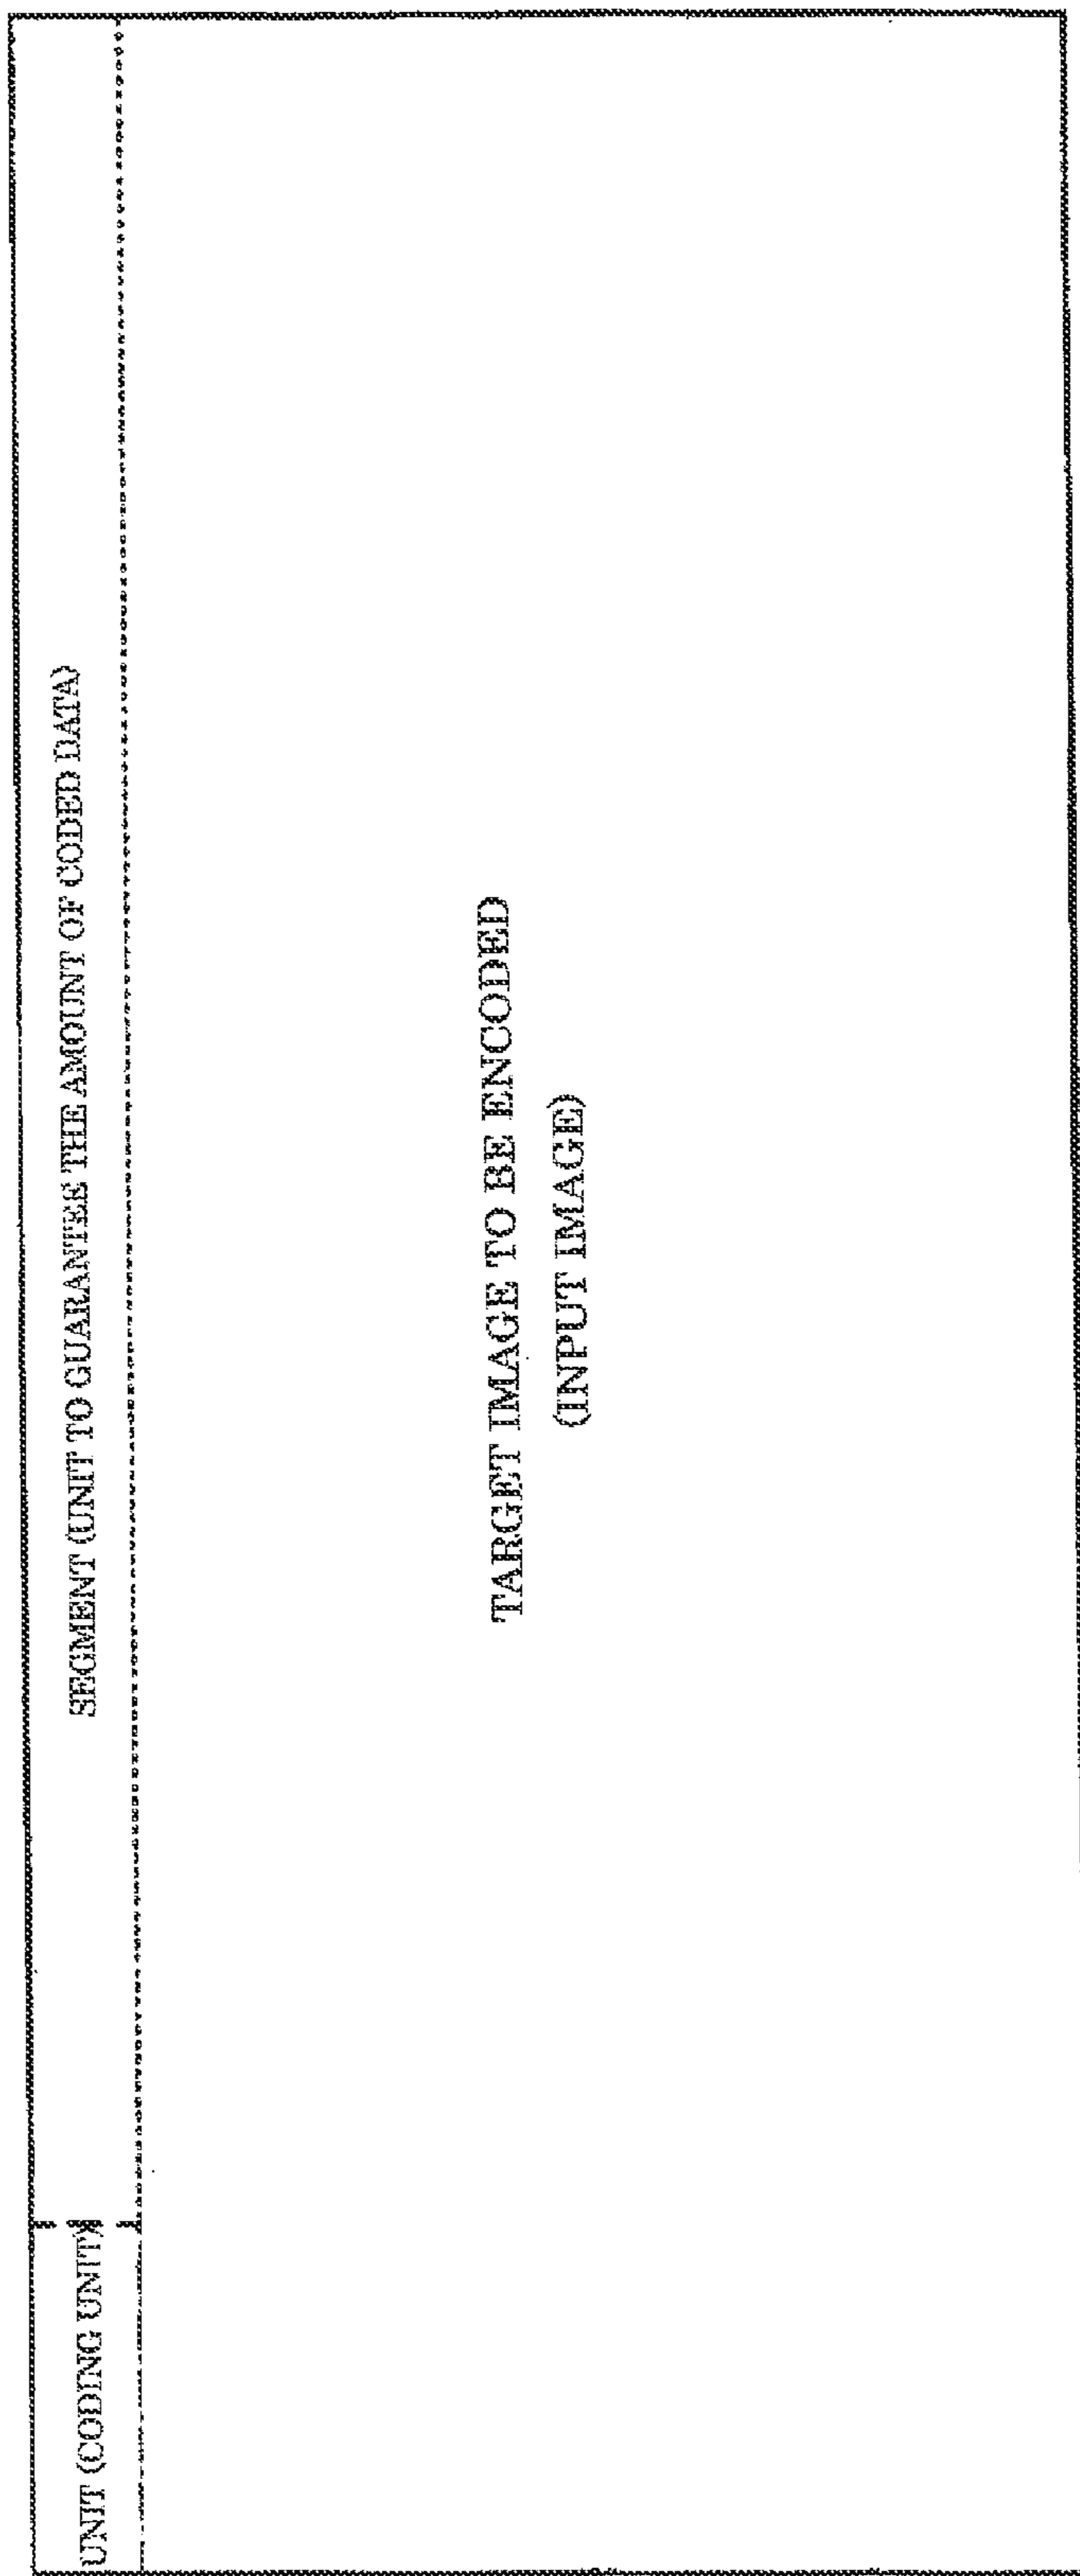 UNIT (CODING UNIT)
SEGMENT (UNIT TO GUARANTEE THE AMOUNT OF CODED DATA)
TARGET IMAGE TO BE ENCODED
(INPUT IMAGE)